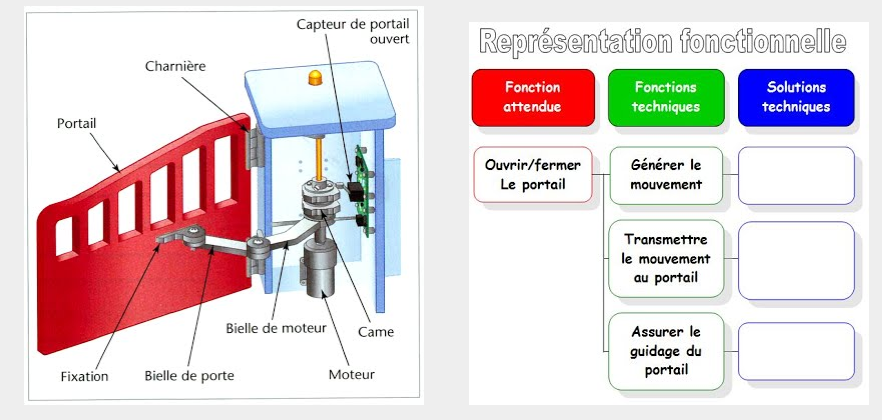 Capteur de portail
ouvert
Charnière
Portail
Bielle de moteur
Came
Fixation
Bielle de porte
Moteur
Représentation fonctionnelle
Fonction
attendue
Fonctions
techniques
Solutions
techniques
Ouvrir/fermer
Le portail
Générer le
mouvement
Transmettre
le mouvement
au portail
Assurer le
guidage du
portail